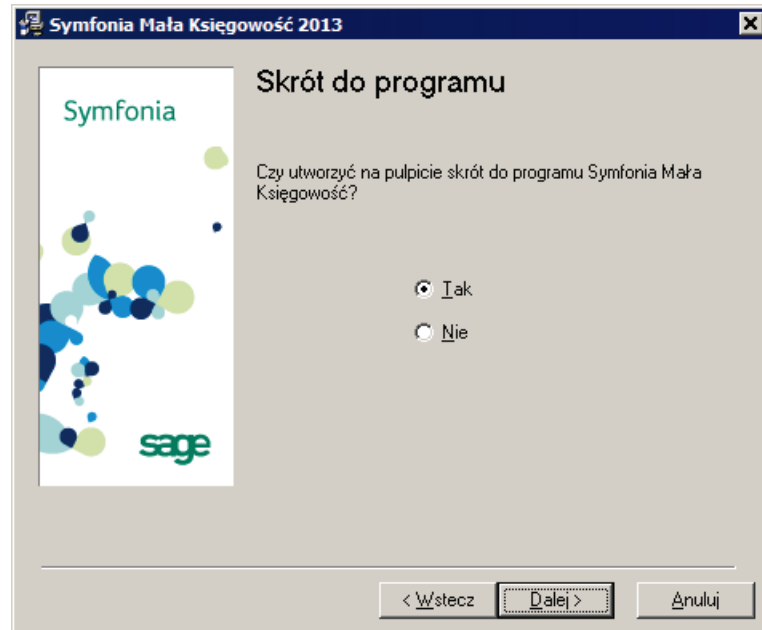 Symfonia Mała Księgowość 2013
Symfonia
sage
Skrót do programu
Czy utworzyć na pulpicie skrót do programu Symfonia Mała
Księgowość?
Tak
Nie
< Wstecz
Dalej >
Anuluj